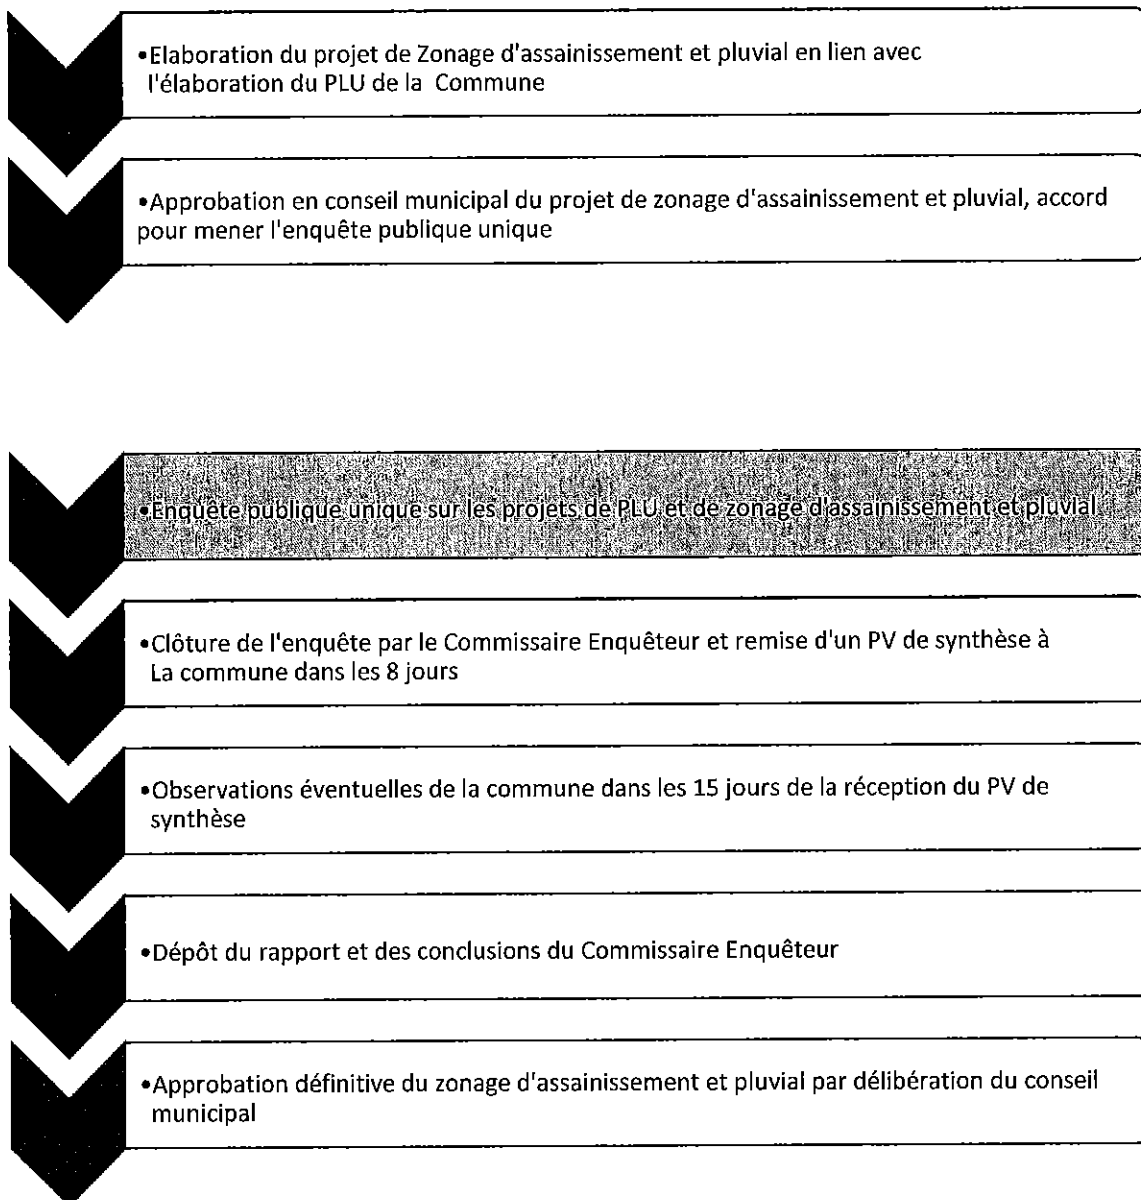 •Elaboration du projet de Zonage d'assainissement et pluvial en lien avec
l'élaboration du PLU de la Commune
•Approbation en conseil municipal du projet de zonage d'assainissement et pluvial, accord
pour mener l'enquête publique unique
•Enquête publique unique sur les projets de PLU et de zonage d'assainissement et pluvial
•Clôture de l'enquête par le Commissaire Enquêteur et remise d'un PV de synthèse à
La commune dans les 8 jours
•Observations éventuelles de la commune dans les 15 jours de la réception du PV de
synthèse
•Dépôt du rapport et des conclusions du Commissaire Enquêteur
•Approbation définitive du zonage d'assainissement et pluvial par délibération du conseil
municipal